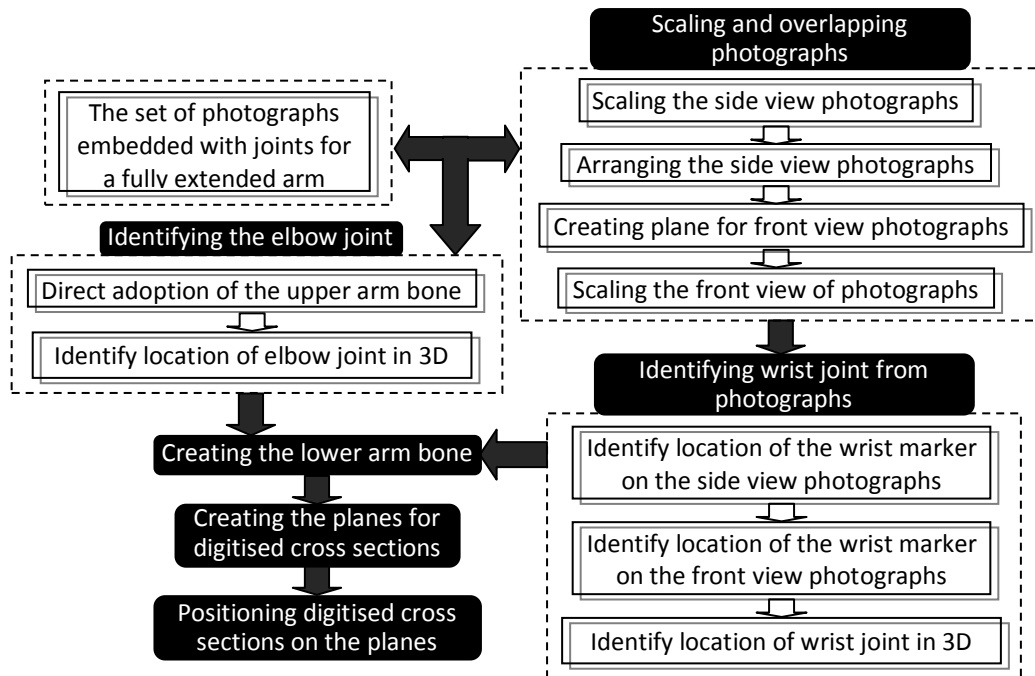 Scaling and overlapping
photographs
Scaling the side view photographs
Arranging the side view photographs
Creating plane for front view photographs
Scaling the front view of photographs
The set of photographs
embedded with joints for
a fully extended arm
Identifying the elbow joint
Direct adoption of the upper arm bone
Identify location of elbow joint in 3D
Identifying wrist joint from
photographs
Identify location of the wrist marker
on the side view photographs
Identify location of the wrist marker
on the front view photographs
Identify location of wrist joint in 3D
Creating the lower arm bone
Creating the planes for
digitised cross sections
Positioning digitised cross
sections on the planes